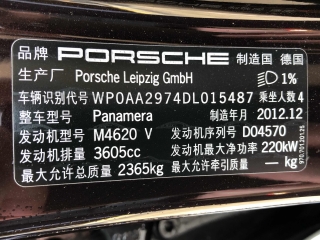 品牌 PORSCHE 制造国 德国
生产厂 Porsche Leipzig GmbH 1%
车辆识别代号 WP0AA2974DL015487 乘坐人数 4
整车型号 Panamera 制造年月 2012.12
发动机型号 M4620 V 发动机序列号 D04570
发动机排量 3605cc 发动机最大净功率 220kW
最大允许总质量 2365kg 最大允许牵引质量 — kg
970.701.201.25